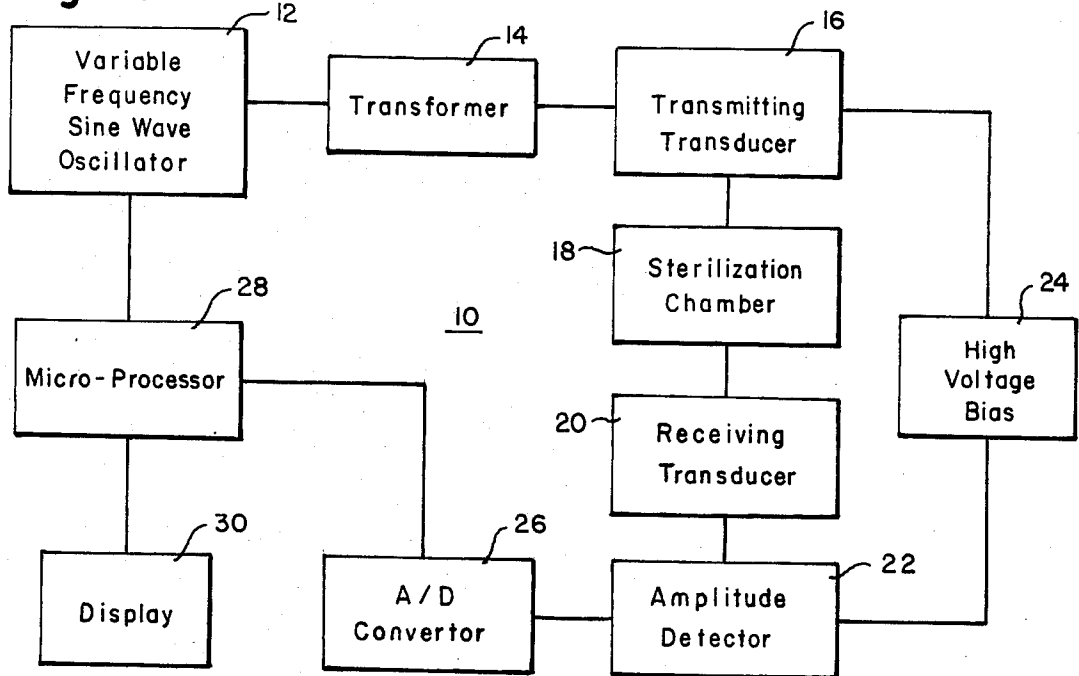 12
Variable
Frequency
Sine Wave
Oscillator
14
Transformer
16
Transmitting
Transducer
18
Sterilization
Chamber
28
Micro-Processor
10
24
High
Voltage
Bias
20
Receiving
Transducer
30
Display
26
A/D
Convertor
22
Amplitude
Detector